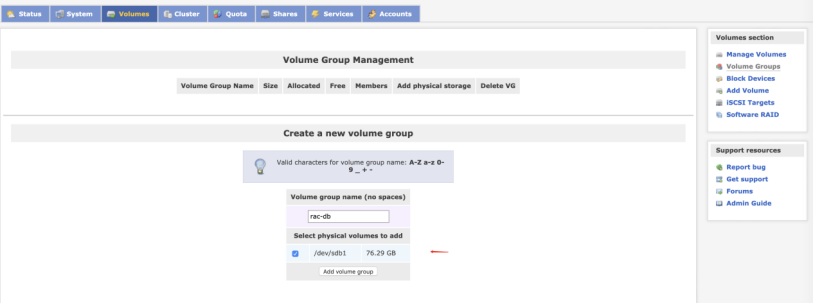 Status System Volumes Cluster Quota Shares Services Accounts
Volume Group Management
Volume Group Name Size Allocated Free Members Add physical storage Delete VG
Create a new volume group
Valid characters for volume group name: A-Z a-z 0-
9 _ + -
Volume group name (no spaces)
rac-db
Select physical volumes to add
/dev/sdb1 76.29 GB
Add volume group
Volumes section
Manage Volumes
Volume Groups
Block Devices
Add Volume
iSCSI Targets
Software RAID
Support resources
Report bug
Get support
Forums
Admin Guide